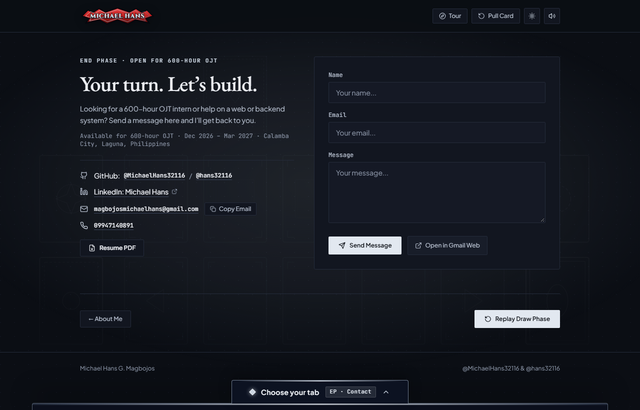 MICHAEL HANS
Tour
Pull Card
END PHASE · OPEN FOR 600-HOUR OJT
Your turn. Let's build.
Looking for a 600-hour OJT intern or help on a web or backend
system? Send a message here and I'll get back to you.
Available for 600-hour OJT · Dec 2026 – Mar 2027 · Calamba
City, Laguna, Philippines
GitHub: @MichaelHans32116 / @hans32116
LinkedIn: Michael Hans
magbojosmichaelhans@gmail.com
Copy Email
09947140891
Resume PDF
Name
Your name...
Email
Your email...
Message
Your message...
Send Message
Open in Gmail Web
← About Me
Replay Draw Phase
Michael Hans G. Magbojos
@MichaelHans32116 & @hans32116
Choose your tab
EP · Contact